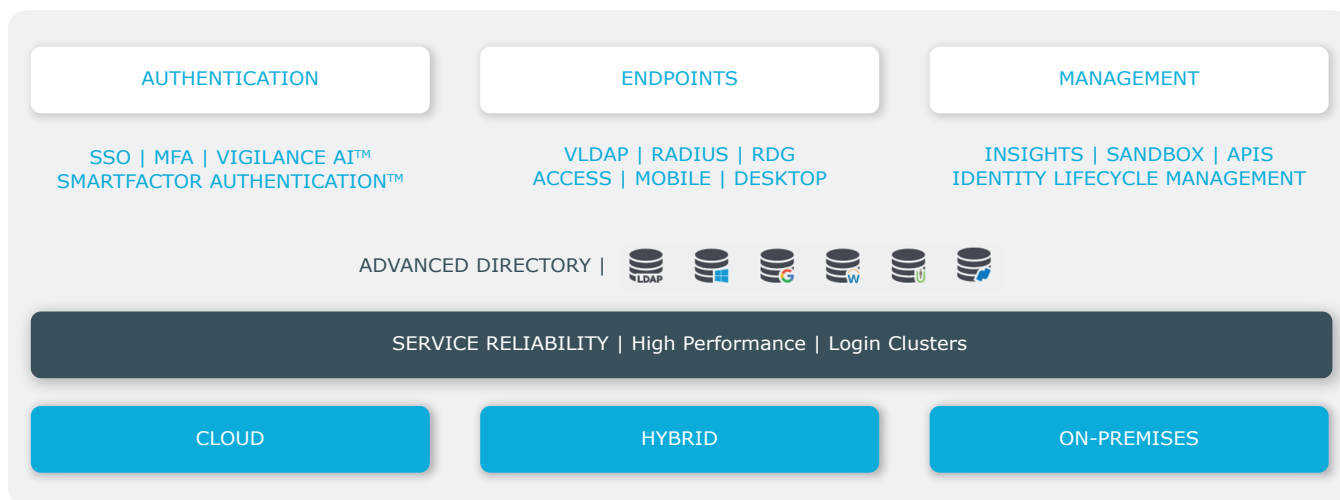 AUTHENTICATION
ENDPOINTS
MANAGEMENT
SSO | MFA | VIGILANCE AI™
SMARTFACTOR AUTHENTICATION™
VLDAP | RADIUS | RDG
ACCESS | MOBILE | DESKTOP
INSIGHTS | SANDBOX | APIS
IDENTITY LIFECYCLE MANAGEMENT
ADVANCED DIRECTORY |
LDAP
G
W
U
SERVICE RELIABILITY | High Performance | Login Clusters
CLOUD
HYBRID
ON-PREMISES